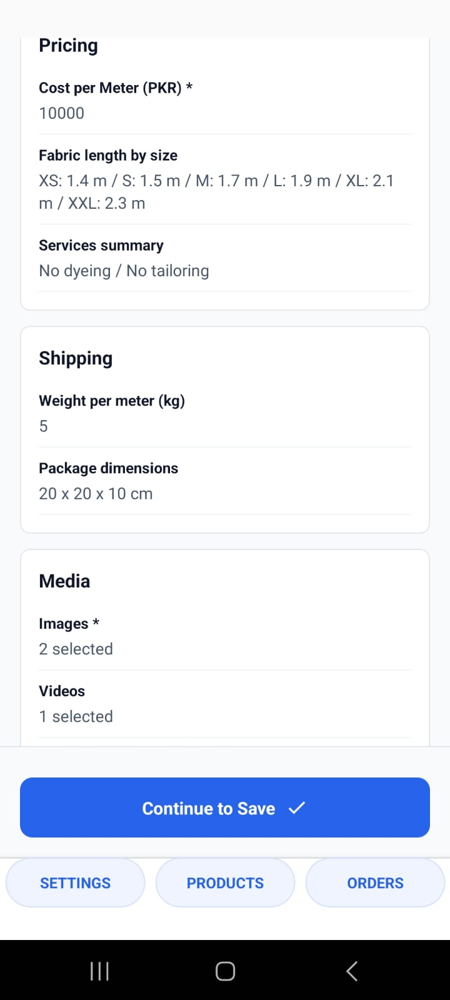 Pricing
Cost per Meter (PKR) *
10000
Fabric length by size
XS: 1.4 m / S: 1.5 m / M: 1.7 m / L: 1.9 m / XL: 2.1
m / XXL: 2.3 m
Services summary
No dyeing / No tailoring
Shipping
Weight per meter (kg)
5
Package dimensions
20 x 20 x 10 cm
Media
Images *
2 selected
Videos
1 selected
Continue to Save
SETTINGS
PRODUCTS
ORDERS